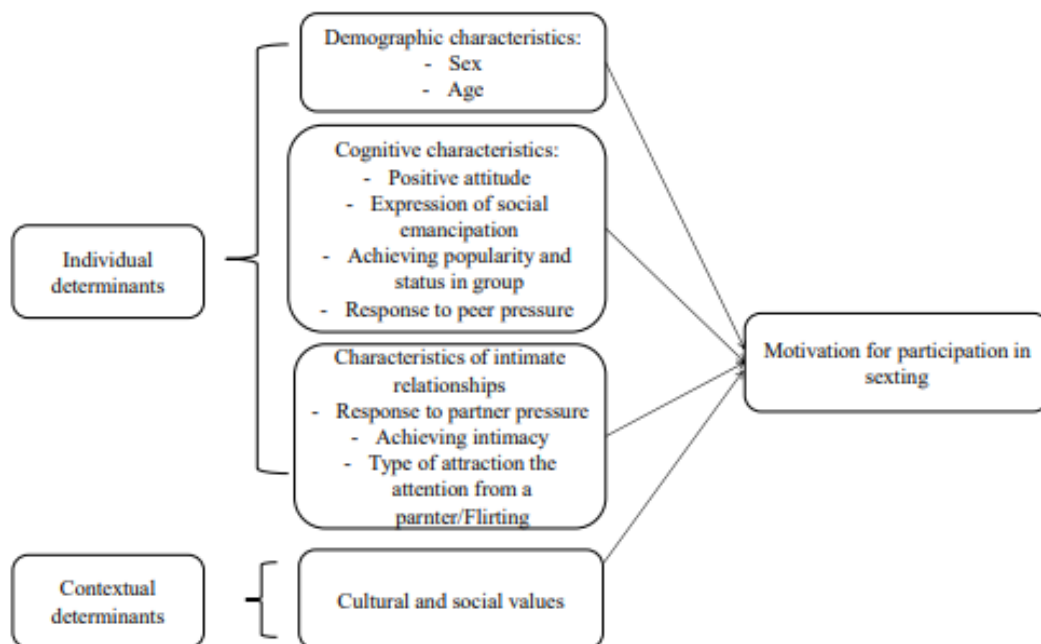 Demographic characteristics:
- Sex
- Age
Cognitive characteristics:
- Positive attitude
- Expression of social
emancipation
- Achieving popularity and
status in group
- Response to peer pressure
Individual
determinants
Characteristics of intimate
relationships
- Response to partner pressure
- Achieving intimacy
- Type of attraction the
attention from a
parnter/Flirting
Motivation for participation in
sexting
Contextual
determinants
Cultural and social values